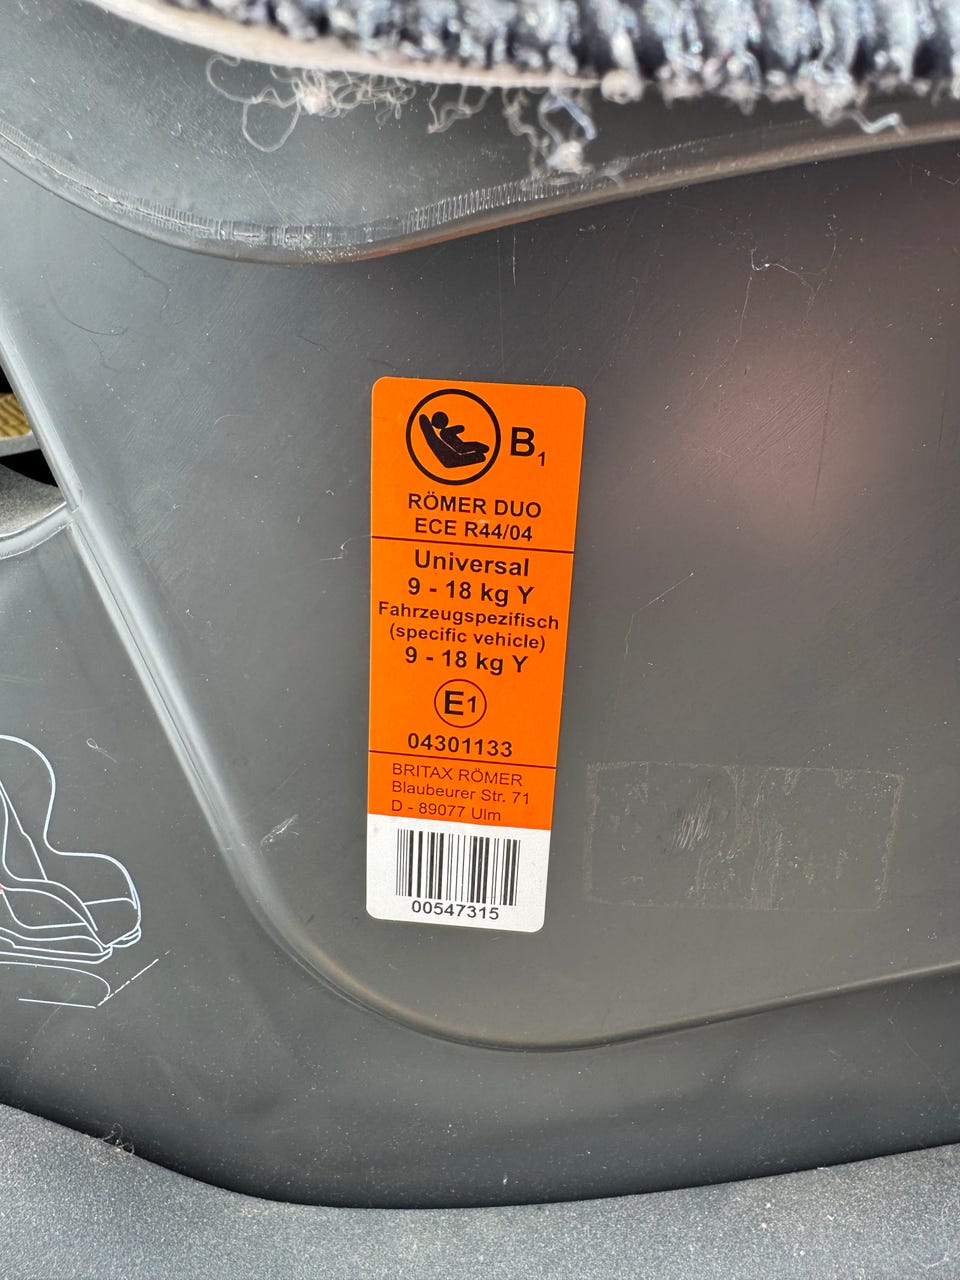 B1
RÖMER DUO
ECE R44/04
Universal
9 - 18 kg Y
Fahrzeugspezifisch
(specific vehicle)
9 - 18 kg Y
E1
04301133
BRITAX RÖMER
Blaubeurer Str. 71
D - 89077 Ulm
00547315